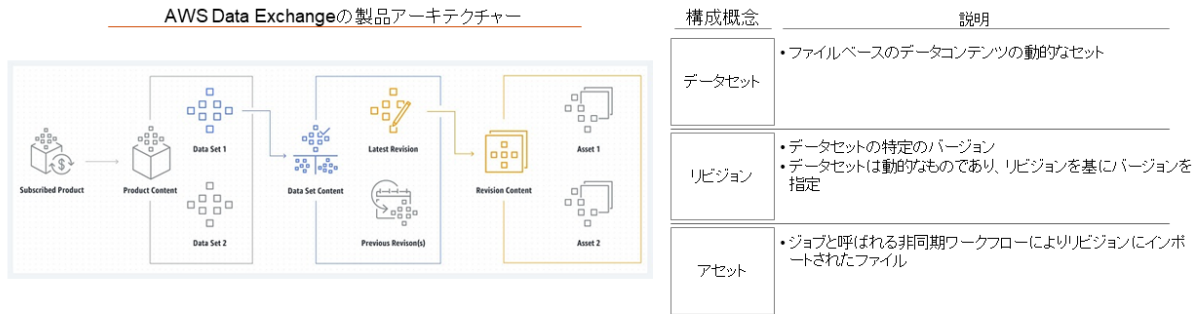 AWS Data Exchangeの製品アーキテクチャー
Subscribed Product
Product Content
Data Set 1
Data Set 2
Data Set Content
Latest Revision
Previous Revison(s)
Revision Content
Asset 1
Asset 2
構成概念
説明
データセット
•ファイルベースのデータコンテンツの動的なセット
リビジョン
•データセットの特定のバージョン
•データセットは動的なものであり、リビジョンを基にバージョンを
指定
アセット
•ジョブと呼ばれる非同期ワークフローによりリビジョンにインポ
ートされたファイル